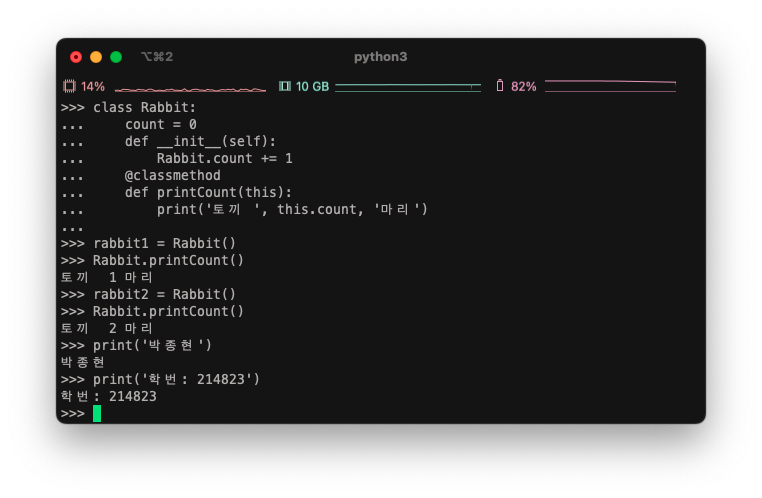 ⌥⌘2 python3
14% 10 GB 82%
>>> class Rabbit:
...     count = 0
...     def __init__(self):
...         Rabbit.count += 1
...     @classmethod
...     def printCount(this):
...         print('토끼 ', this.count, '마리')
...
>>> rabbit1 = Rabbit()
>>> Rabbit.printCount()
토끼  1 마리
>>> rabbit2 = Rabbit()
>>> Rabbit.printCount()
토끼  2 마리
>>> print('박종현')
박종현
>>> print('학번: 214823')
학번: 214823
>>>